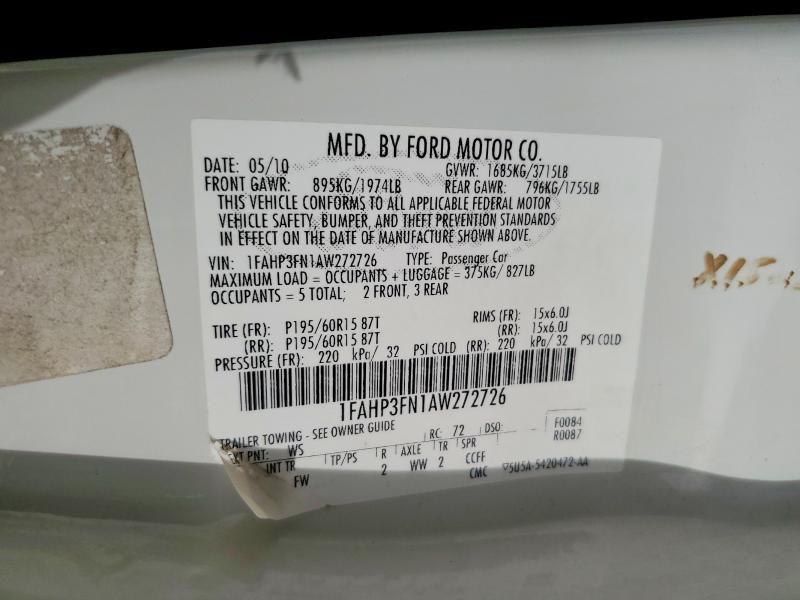 MFD. BY FORD MOTOR CO.
DATE: 05/10 GVWR: 1685KG/3715LB
FRONT GAWR: 895KG/1974LB REAR GAWR: 796KG/1755LB
THIS VEHICLE CONFORMS TO ALL APPLICABLE FEDERAL MOTOR
VEHICLE SAFETY, BUMPER, AND THEFT PREVENTION STANDARDS
IN EFFECT ON THE DATE OF MANUFACTURE SHOWN ABOVE.
VIN: 1FAHP3FN1AW272726 TYPE: Passenger Car
MAXIMUM LOAD = OCCUPANTS + LUGGAGE = 375KG/ 827LB
OCCUPANTS = 5 TOTAL; 2 FRONT, 3 REAR
TIRE (FR): P195/60R15 87T RIMS (FR): 15x6.0J
(RR): P195/60R15 87T (RR): 15x6.0J
PRESSURE (FR): 220 kPa/ 32 PSI COLD (RR): 220 kPa/ 32 PSI COLD
1FAHP3FN1AW272726
TRAILER TOWING - SEE OWNER GUIDE RC: 72 DSO: F0084
EXT PNT: WS R0087
INT TR TP/PS R AXLE TR SPR
FW 2 WW 2 CCFF
CMC 5U5A-5420472-AA